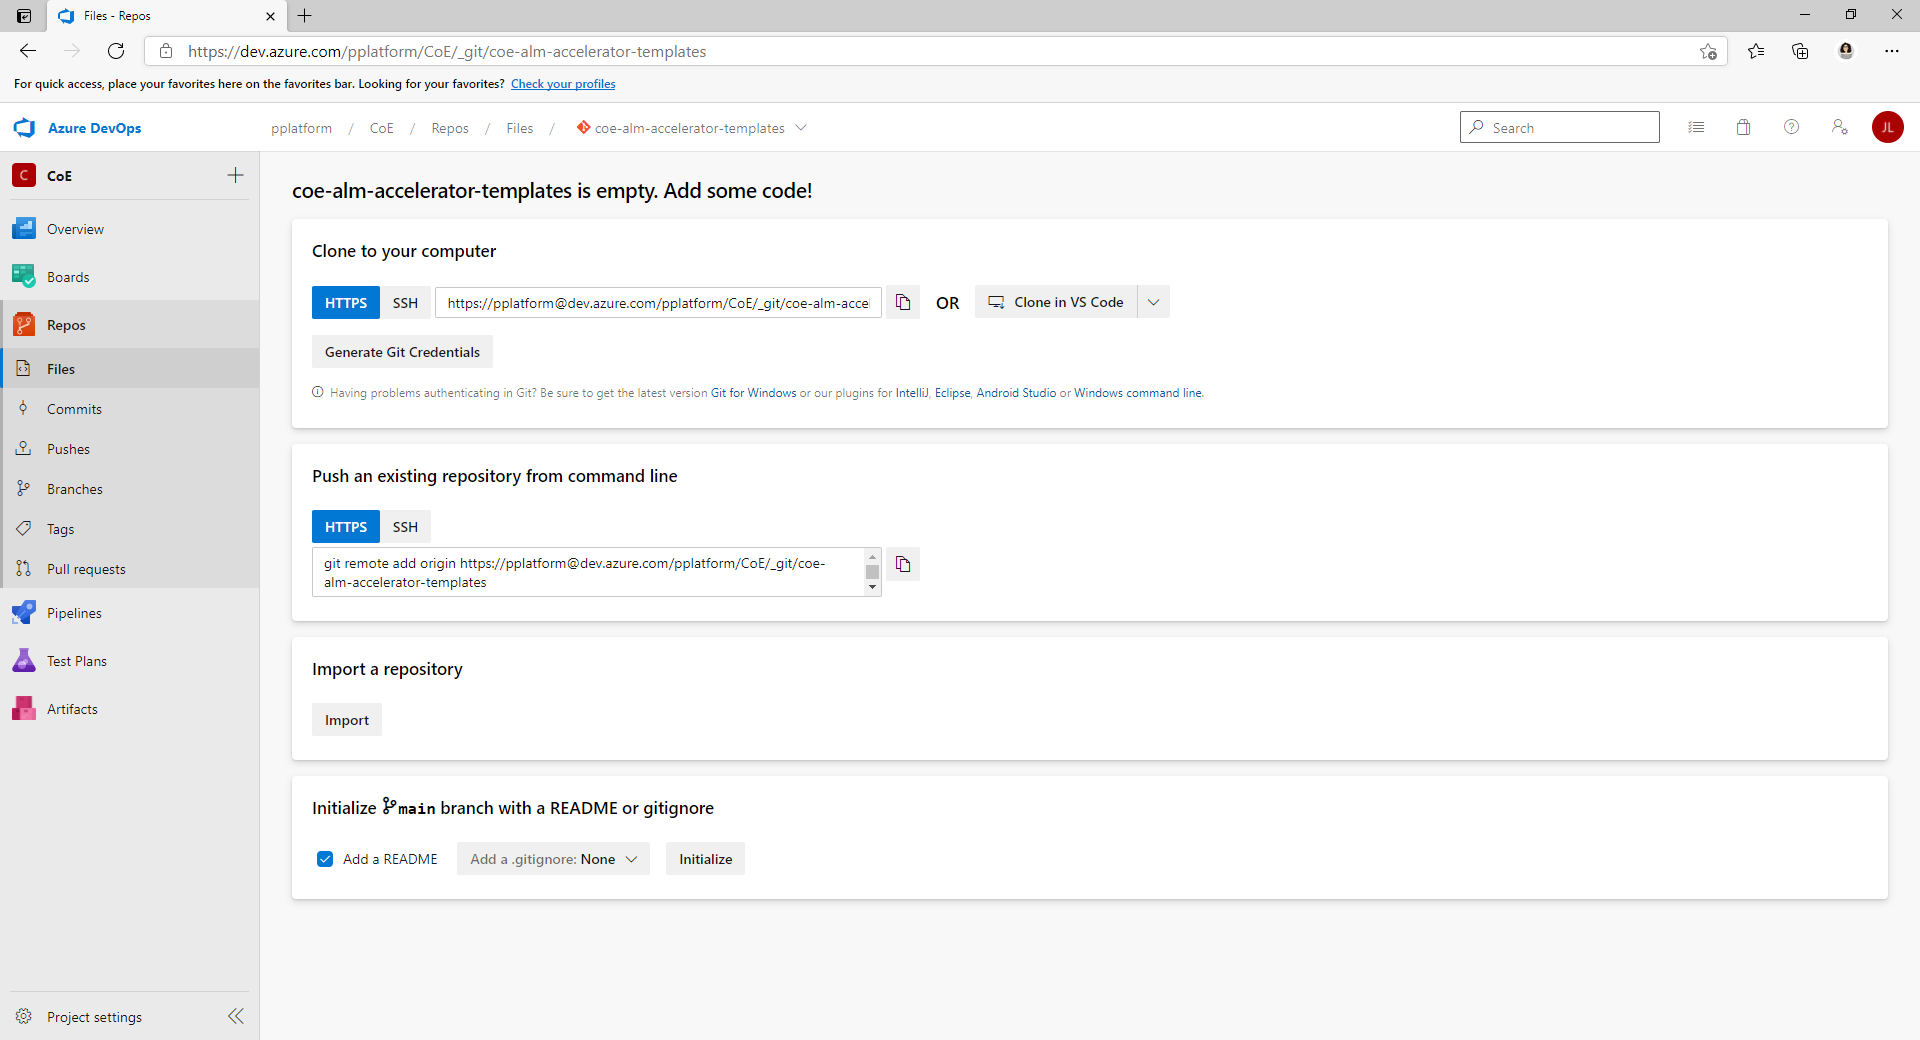 Files - Repos
https://dev.azure.com/pplatform/CoE/_git/coe-alm-accelerator-templates
For quick access, place your favorites here on the favorites bar. Looking for your favorites? Check your profiles
Azure DevOps
pplatform / CoE / Repos / Files / coe-alm-accelerator-templates
Search
JL
C CoE
Overview
Boards
Repos
Files
Commits
Pushes
Branches
Tags
Pull requests
Pipelines
Test Plans
Artifacts
Project settings
coe-alm-accelerator-templates is empty. Add some code!
Clone to your computer
HTTPS SSH https://pplatform@dev.azure.com/pplatform/CoE/_git/coe-alm-accel OR Clone in VS Code
Generate Git Credentials
Having problems authenticating in Git? Be sure to get the latest version Git for Windows or our plugins for IntelliJ, Eclipse, Android Studio or Windows command line.
Push an existing repository from command line
HTTPS SSH
git remote add origin https://pplatform@dev.azure.com/pplatform/CoE/_git/coe-
alm-accelerator-templates
Import a repository
Import
Initialize main branch with a README or gitignore
Add a README Add a .gitignore: None Initialize